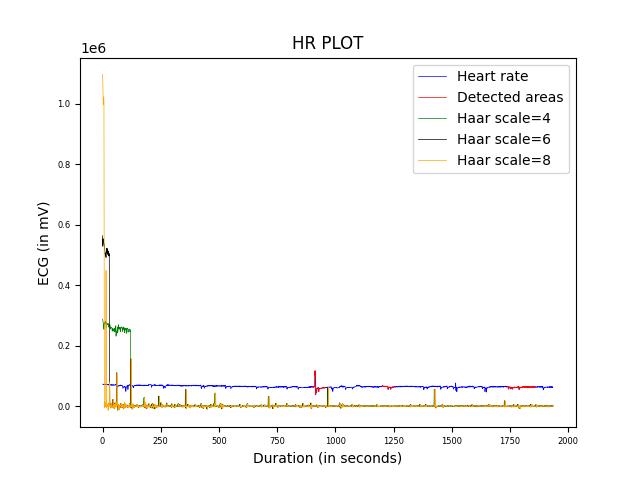 HR PLOT
1e6
Heart rate
Detected areas
Haar scale=4
Haar scale=6
Haar scale=8
ECG (in mV)
1.0
0.8
0.6
0.4
0.2
0.0
0 250 500 750 1000 1250 1500 1750 2000
Duration (in seconds)